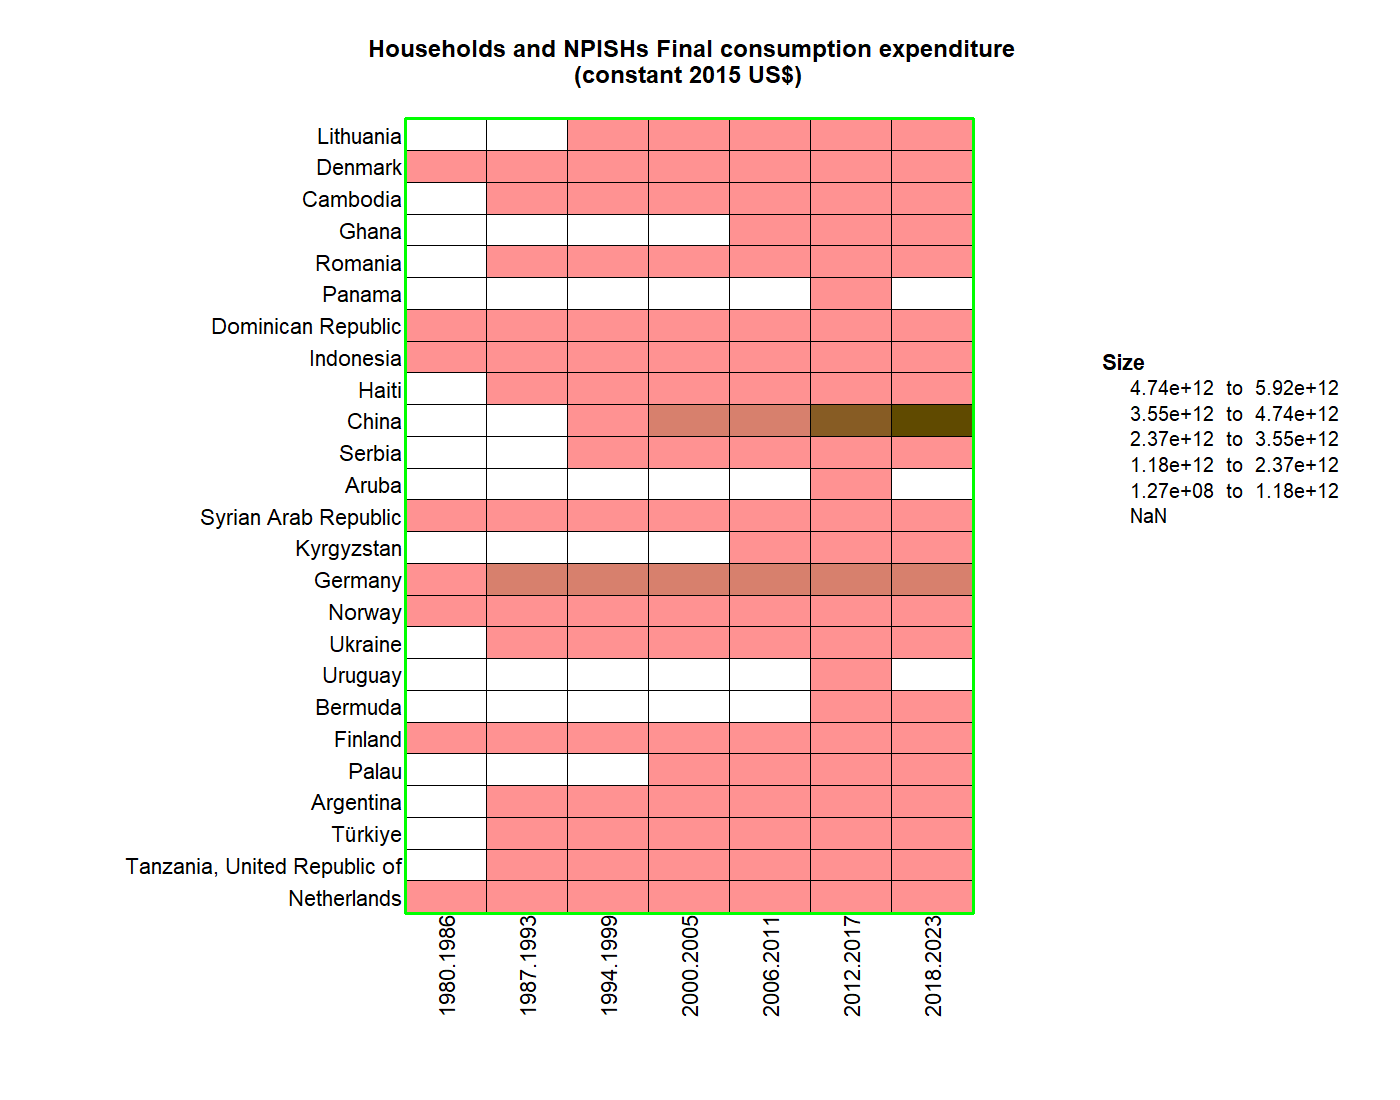 Households and NPISHs Final consumption expenditure
(constant 2015 US$)
Lithuania
Denmark
Cambodia
Ghana
Romania
Panama
Dominican Republic
Indonesia
Haiti
China
Serbia
Aruba
Syrian Arab Republic
Kyrgyzstan
Germany
Norway
Ukraine
Uruguay
Bermuda
Finland
Palau
Argentina
Türkiye
Tanzania, United Republic of
Netherlands
1980.1986
1987.1993
1994.1999
2000.2005
2006.2011
2012.2017
2018.2023
Size
4.74e+12 to 5.92e+12
3.55e+12 to 4.74e+12
2.37e+12 to 3.55e+12
1.18e+12 to 2.37e+12
1.27e+08 to 1.18e+12
NaN